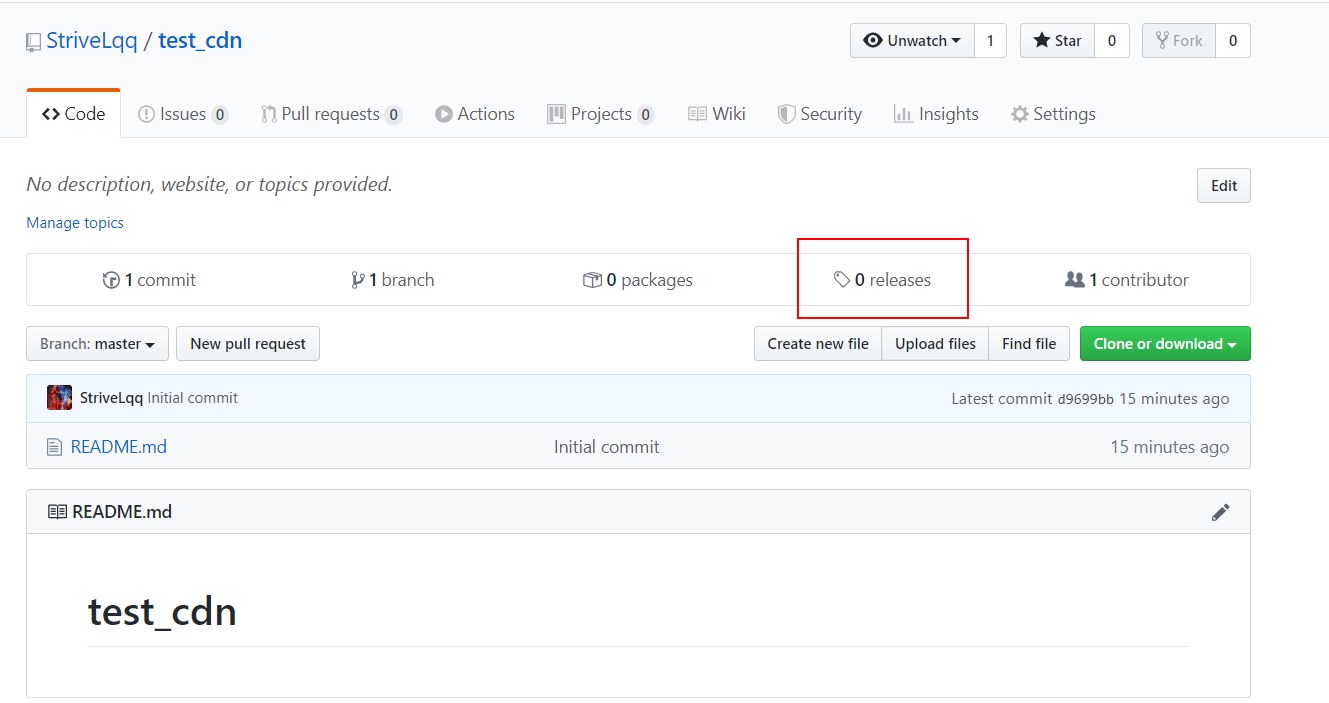 StriveLqq / test_cdn
Unwatch 1 Star 0 Fork 0
Code Issues 0 Pull requests 0 Actions Projects 0 Wiki Security Insights Settings
No description, website, or topics provided.
Edit
Manage topics
1 commit 1 branch 0 packages 0 releases 1 contributor
Branch: master New pull request Create new file Upload files Find file Clone or download
StriveLqq Initial commit Latest commit d9699bb 15 minutes ago
README.md Initial commit 15 minutes ago
README.md
test_cdn